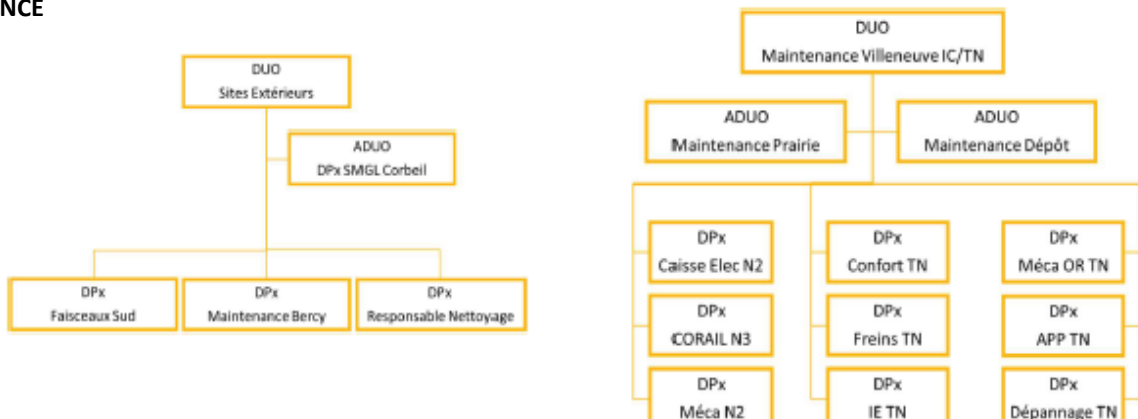 NCE
DUO
Sites Extérieurs
ADUO
DPx SMGL Corbeil
DPx
Faisceaux Sud
DPx
Maintenance Bercy
DPx
Responsable Nettoyage
DUO
Maintenance Villeneuve IC/TN
ADUO
Maintenance Prairie
ADUO
Maintenance Dépôt
DPx
Caisse Elec N2
DPx
Confort TN
DPx
Méca OR TN
DPx
CORAIL N3
DPx
Freins TN
DPx
APP TN
DPx
Méca N2
DPx
IE TN
DPx
Dépannage TN